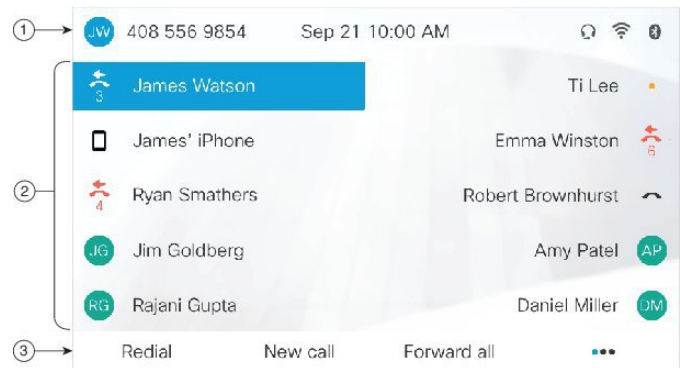 1 JW 408 556 9854 Sep 21 10:00 AM
3 James Watson Ti Lee
James' iPhone Emma Winston 6
2
4 Ryan Smathers Robert Brownhurst
JG Jim Goldberg Amy Patel AP
RG Rajani Gupta Daniel Miller DM
3 Redial New call Forward all